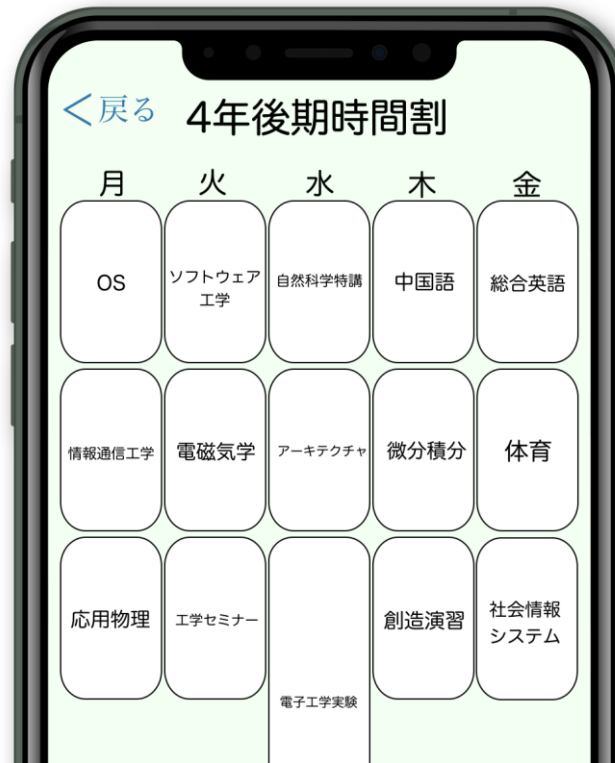 戻る
4年後期時間割
月 火 水 木 金
OS
ソフトウェア
工学
自然科学特講
中国語
総合英語
情報通信工学
電磁気学
アーキテクチャ
微分積分
体育
応用物理
工学セミナー
電子工学実験
創造演習
社会情報
システム